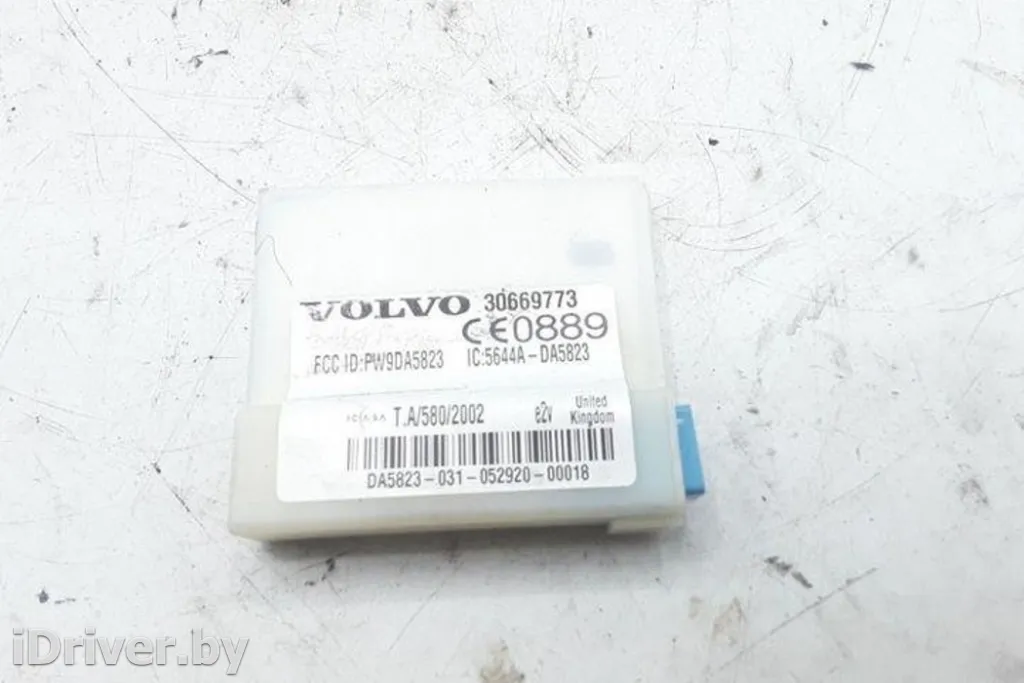 VOLVO 30669773
CE0889
FCC ID:PW9DA5823 IC:5644A-DA5823
T.A/580/2002 e2v United Kingdom
DA5823-031-052920-00018
iDriver.by